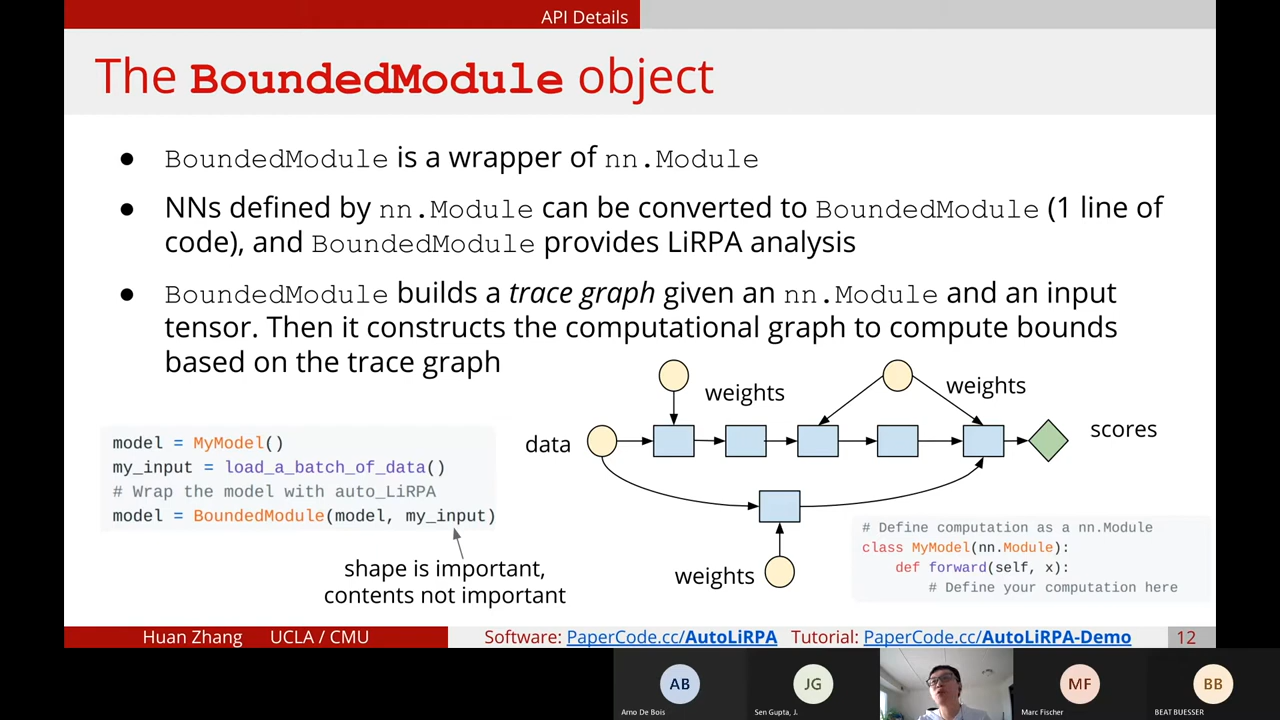 API Details
The BoundedModule object
● BoundedModule is a wrapper of nn.Module
● NNs defined by nn.Module can be converted to BoundedModule (1 line of
code), and BoundedModule provides LiRPA analysis
● BoundedModule builds a trace graph given an nn.Module and an input
tensor. Then it constructs the computational graph to compute bounds
based on the trace graph
weights
weights
data
scores
weights
model = MyModel()
my_input = load_a_batch_of_data()
# Wrap the model with auto_LiRPA
model = BoundedModule(model, my_input)
shape is important,
contents not important
# Define computation as a nn.Module
class MyModel(nn.Module):
def forward(self, x):
# Define your computation here
Huan Zhang UCLA / CMU
Software: PaperCode.cc/AutoLiRPA Tutorial: PaperCode.cc/AutoLiRPA-Demo
12
AB
JG
MF
BB
Arno De Bois
Sen Gupta, J.
Marc Fischer
BEAT BUESSER